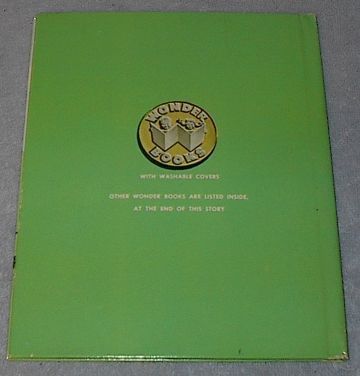 WONDER
BOOKS
WITH WASHABLE COVERS
OTHER WONDER BOOKS ARE LISTED INSIDE,
AT THE END OF THIS STORY